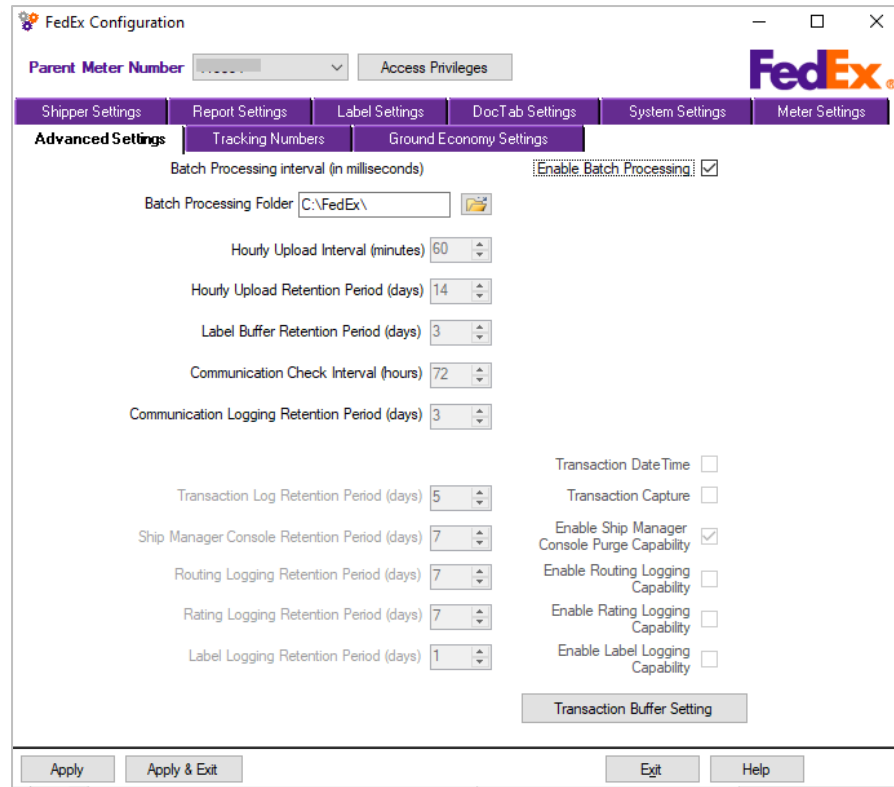 FedEx Configuration
Parent Meter Number
Access Privileges
FedEx®
Shipper Settings Report Settings Label Settings DocTab Settings System Settings Meter Settings
Advanced Settings Tracking Numbers Ground Economy Settings
Batch Processing interval (in milliseconds) Enable Batch Processing
Batch Processing Folder C:\FedEx\
Hourly Upload Interval (minutes) 60
Hourly Upload Retention Period (days) 14
Label Buffer Retention Period (days) 3
Communication Check Interval (hours) 72
Communication Logging Retention Period (days) 3
Transaction DateTime
Transaction Log Retention Period (days) 5 Transaction Capture
Ship Manager Console Retention Period (days) 7 Enable Ship Manager
Console Purge Capability
Routing Logging Retention Period (days) 7 Enable Routing Logging
Capability
Rating Logging Retention Period (days) 7 Enable Rating Logging
Capability
Label Logging Retention Period (days) 1 Enable Label Logging
Capability
Transaction Buffer Setting
Apply Apply & Exit Exit Help